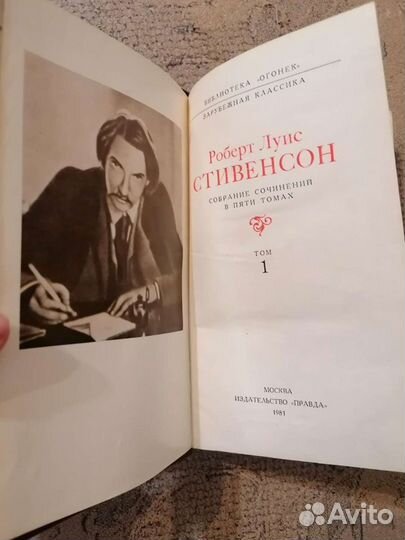 БИБЛИОТЕКА «ОГОНЕК»
ЗАРУБЕЖНАЯ КЛАССИКА
Роберт Луис
СТИВЕНСОН
СОБРАНИЕ СОЧИНЕНИЙ
В ПЯТИ ТОМАХ
ТОМ
1
МОСКВА
ИЗДАТЕЛЬСТВО «ПРАВДА»
1981
Avito